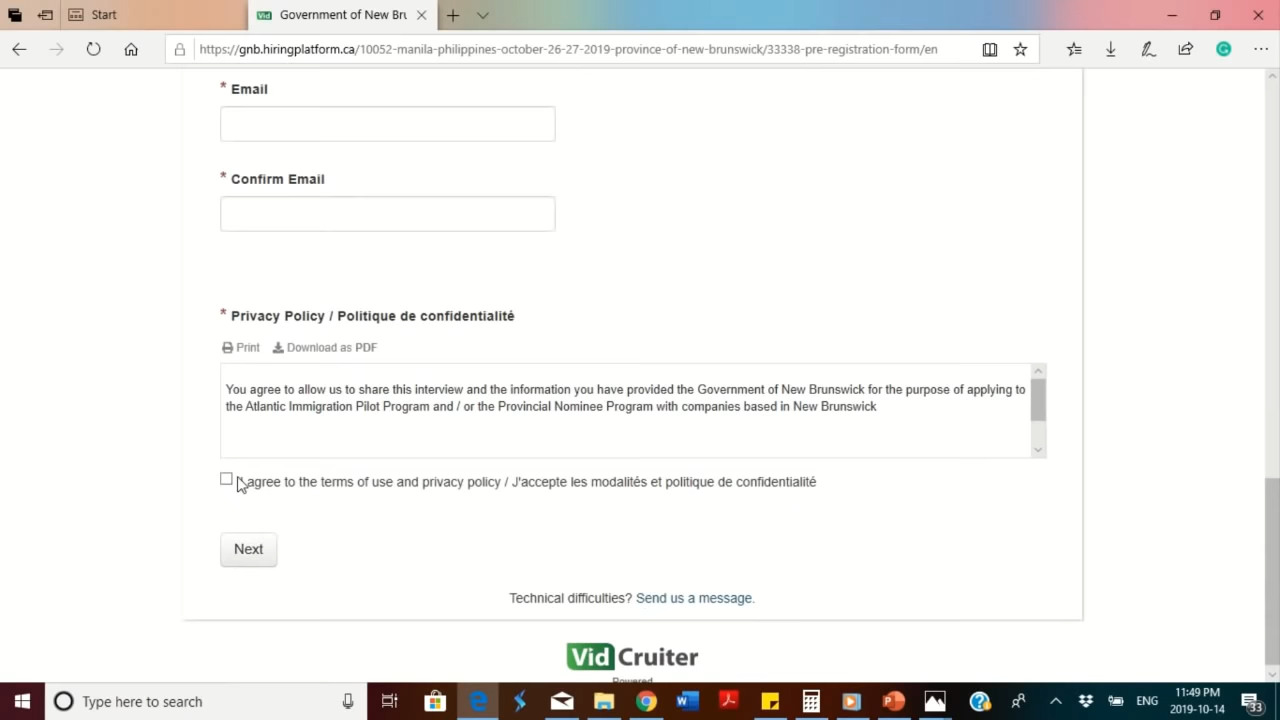 Start
Government of New Bru
https://gnb.hiringplatform.ca/10052-manila-philippines-october-26-27-2019-province-of-new-brunswick/33338-pre-registration-form/en
* Email
* Confirm Email
* Privacy Policy / Politique de confidentialité
Print Download as PDF
You agree to allow us to share this interview and the information you have provided the Government of New Brunswick for the purpose of applying to
the Atlantic Immigration Pilot Program and / or the Provincial Nominee Program with companies based in New Brunswick
agree to the terms of use and privacy policy / J'accepte les modalités et politique de confidentialité
Next
Technical difficulties? Send us a message.
VidCruiter
Powered
Type here to search
ENG
11:49 PM
2019-10-14
33